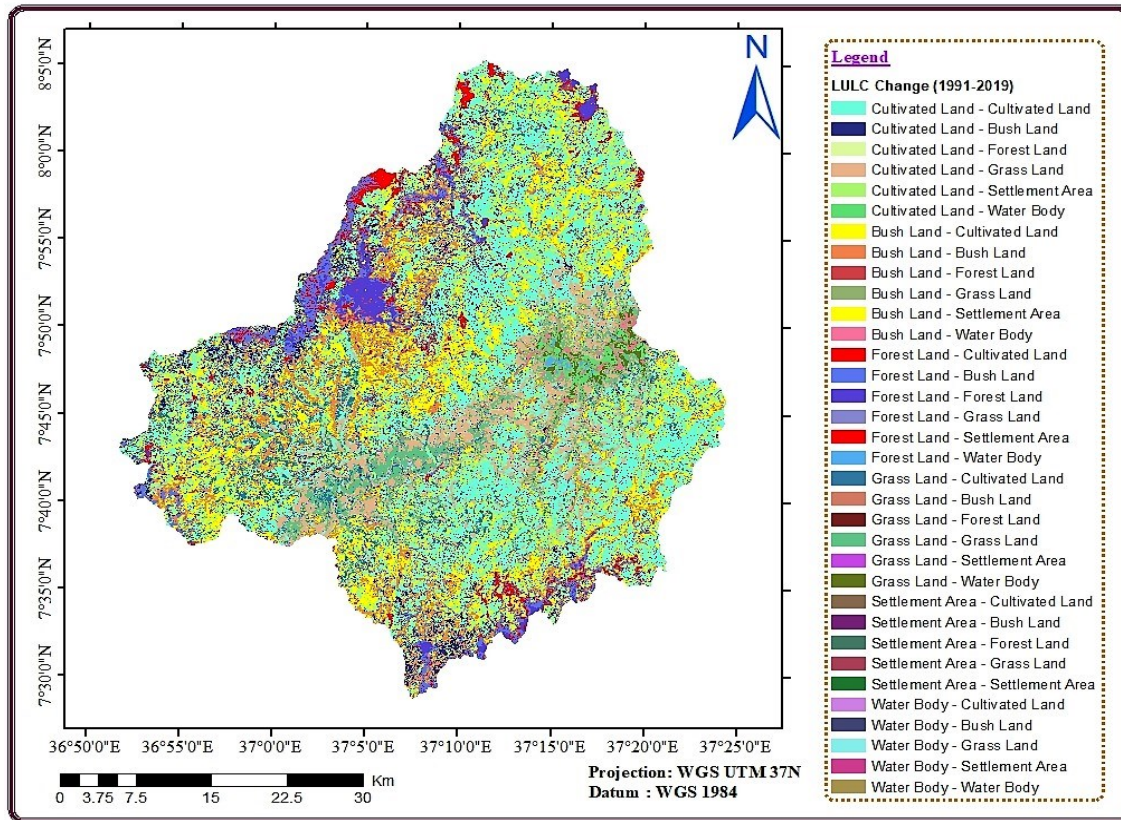 N
8°5'0"N
8°0'0"N
7°55'0"N
7°50'0"N
7°45'0"N
7°40'0"N
7°35'0"N
7°30'0"N
36°50'0"E 36°55'0"E 37°0'0"E 37°5'0"E 37°10'0"E 37°15'0"E 37°20'0"E 37°25'0"E
Km
0 3.75 7.5 15 22.5 30
Projection: WGS UTM 37N
Datum : WGS 1984
Legend
LULC Change (1991-2019)
Cultivated Land - Cultivated Land
Cultivated Land - Bush Land
Cultivated Land - Forest Land
Cultivated Land - Grass Land
Cultivated Land - Settlement Area
Cultivated Land - Water Body
Bush Land - Cultivated Land
Bush Land - Bush Land
Bush Land - Forest Land
Bush Land - Grass Land
Bush Land - Settlement Area
Bush Land - Water Body
Forest Land - Cultivated Land
Forest Land - Bush Land
Forest Land - Forest Land
Forest Land - Grass Land
Forest Land - Settlement Area
Forest Land - Water Body
Grass Land - Cultivated Land
Grass Land - Bush Land
Grass Land - Forest Land
Grass Land - Grass Land
Grass Land - Settlement Area
Grass Land - Water Body
Settlement Area - Cultivated Land
Settlement Area - Bush Land
Settlement Area - Forest Land
Settlement Area - Grass Land
Settlement Area - Settlement Area
Water Body - Cultivated Land
Water Body - Bush Land
Water Body - Grass Land
Water Body - Settlement Area
Water Body - Water Body